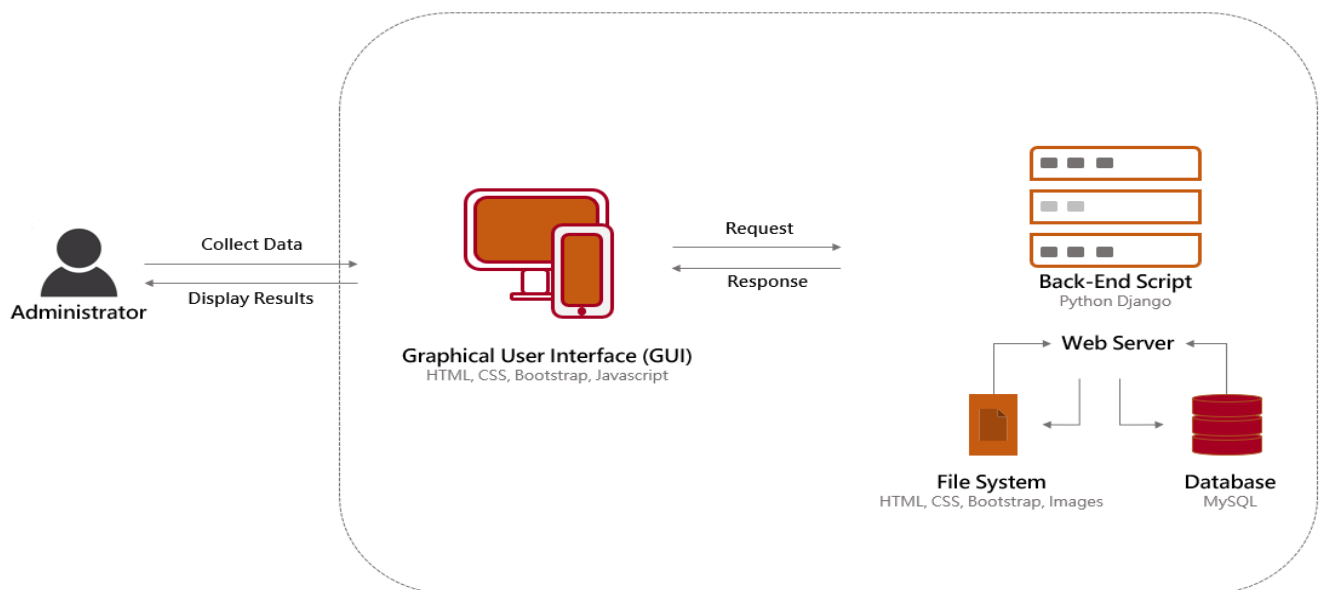 Collect Data
Display Results
Administrator
Graphical User Interface (GUI)
HTML, CSS, Bootstrap, Javascript
Request
Response
Back-End Script
Python Django
Web Server
File System
HTML, CSS, Bootstrap, Images
Database
MySQL